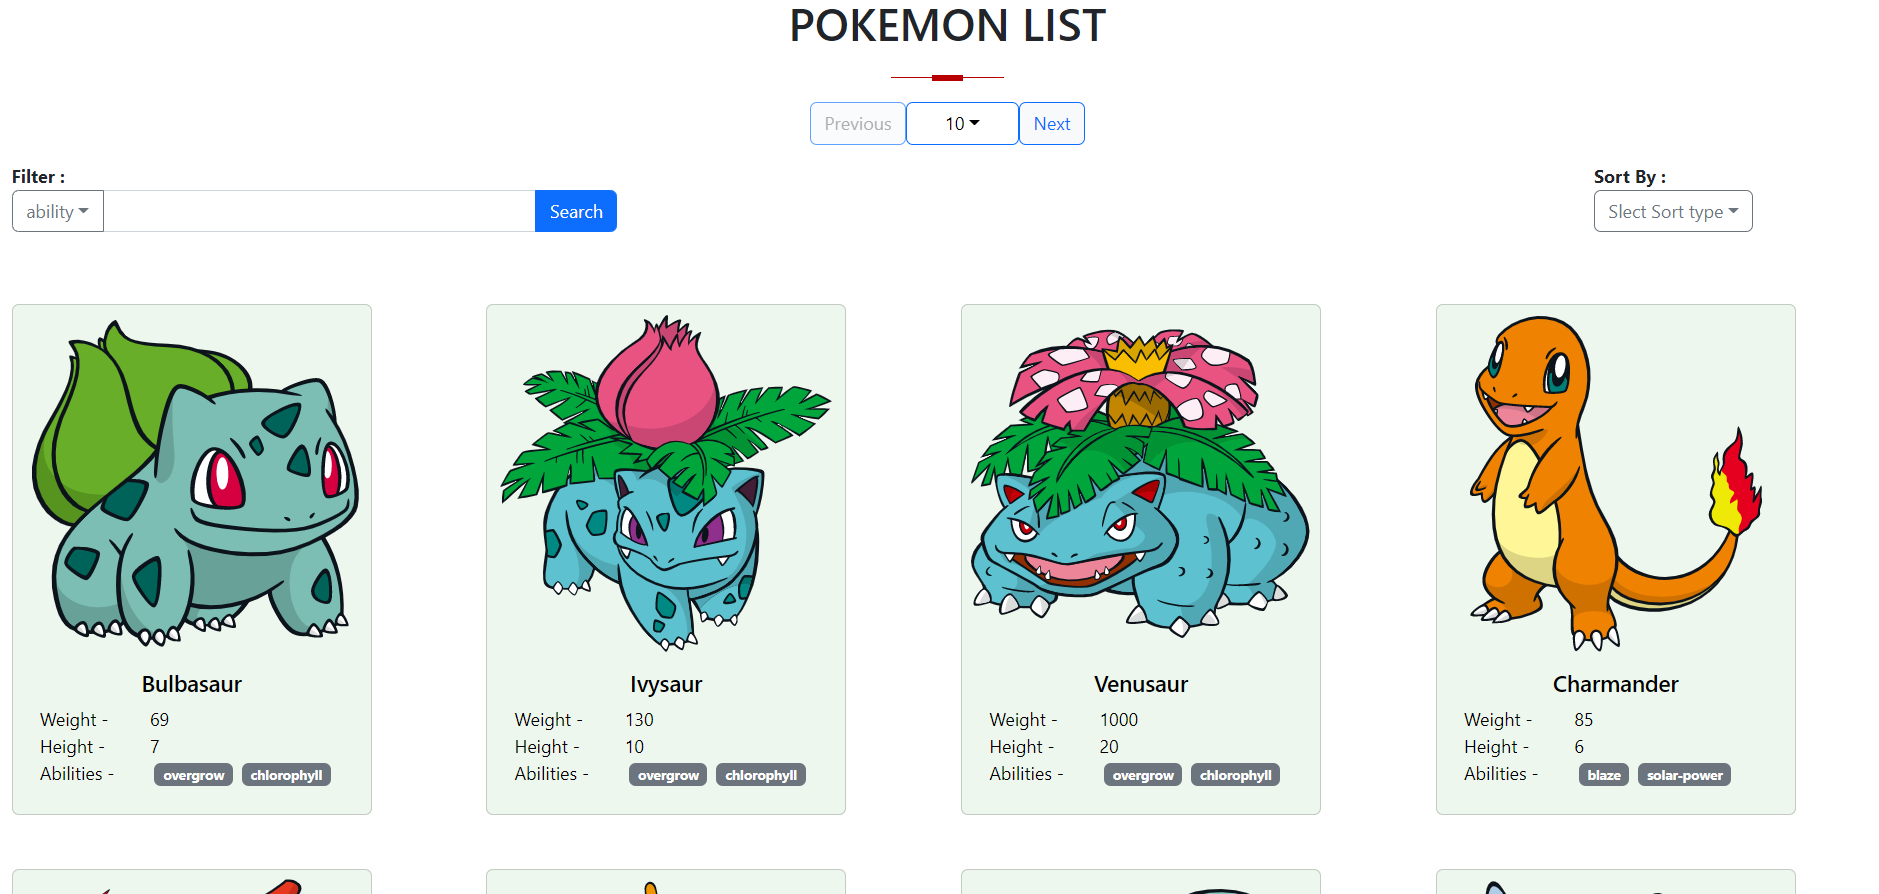 POKEMON LIST
Previous 10 Next
Filter :
Sort By :
ability Search
Slect Sort type
Bulbasaur
Weight - 69
Height - 7
Abilities - overgrow chlorophyll
Ivysaur
Weight - 130
Height - 10
Abilities - overgrow chlorophyll
Venusaur
Weight - 1000
Height - 20
Abilities - overgrow chlorophyll
Charmander
Weight - 85
Height - 6
Abilities - blaze solar-power